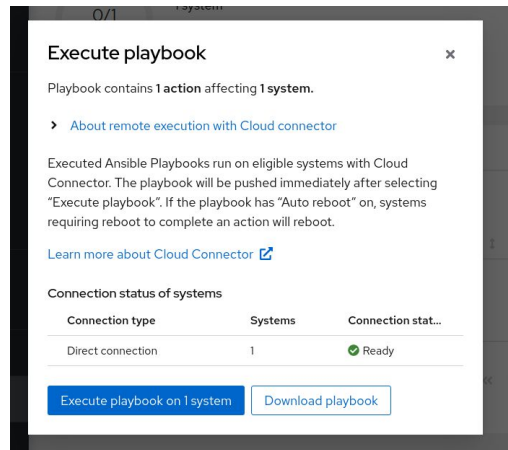 0/1
1 system
Execute playbook
Playbook contains 1 action affecting 1 system.
About remote execution with Cloud connector
Executed Ansible Playbooks run on eligible systems with Cloud
Connector. The playbook will be pushed immediately after selecting
“Execute playbook”. If the playbook has “Auto reboot” on, systems
requiring reboot to complete an action will reboot.
Learn more about Cloud Connector
Connection status of systems
Connection type Systems Connection stat...
Direct connection 1 Ready
Execute playbook on 1 system Download playbook